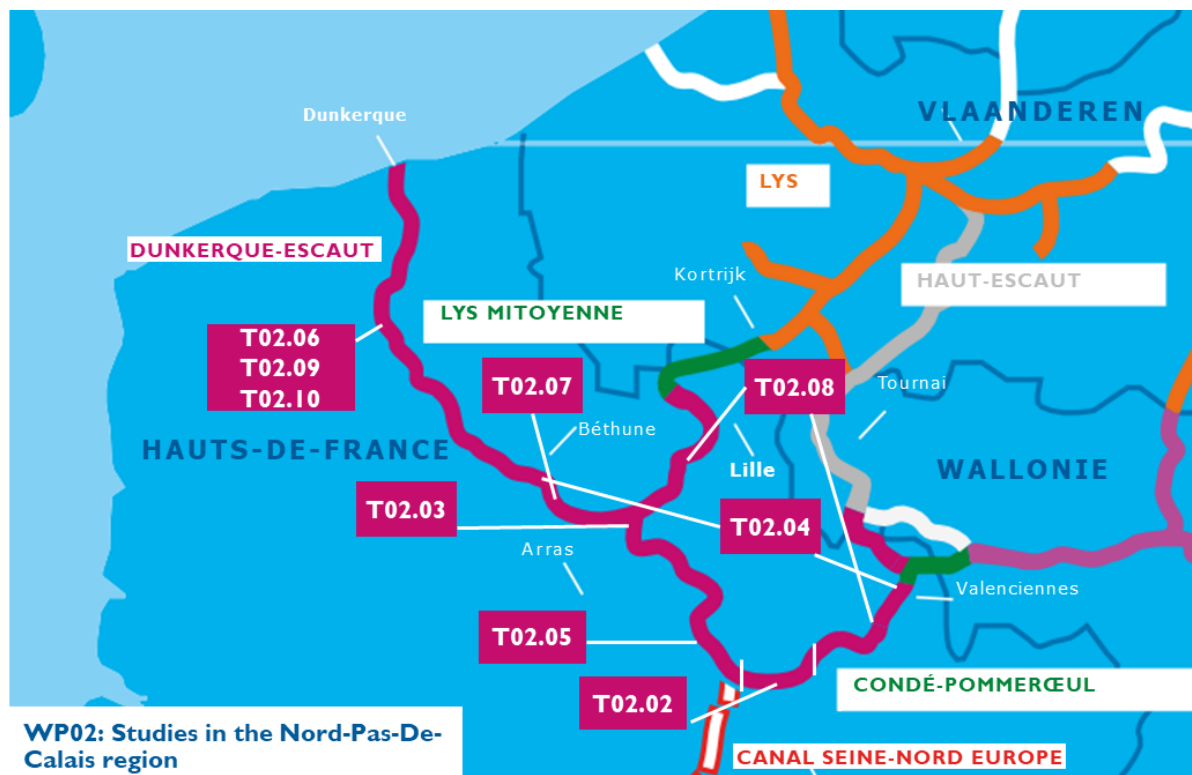 Dunkerque
VLAANDEREN
LYS
DUNKERQUE-ESCAUT
HAUT-ESCAUT
Kortrijk
LYS MITOYENNE
T02.06
T02.09
T02.10
T02.07
T02.08
Tournai
Béthune
HAUTS-DE-FRANCE
Lille
WALLONIE
T02.03
T02.04
Arras
Valenciennes
T02.05
T02.02
CONDÉ-POMMERŒUL
WP02: Studies in the Nord-Pas-De-
Calais region
CANAL SEINE-NORD EUROPE